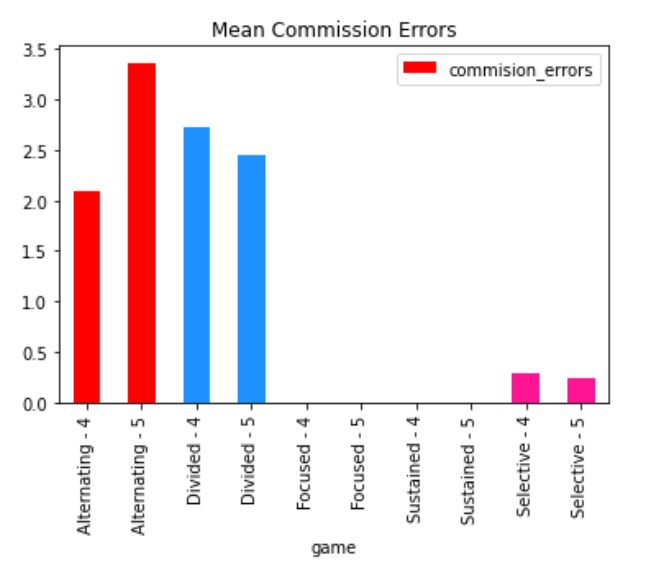 Mean Commission Errors
commision_errors
3.5
3.0
2.5
2.0
1.5
1.0
0.5
0.0
Alternating - 4
Alternating - 5
Divided - 4
Divided - 5
Focused - 4
Focused - 5
Sustained - 4
Sustained - 5
Selective - 4
Selective - 5
game